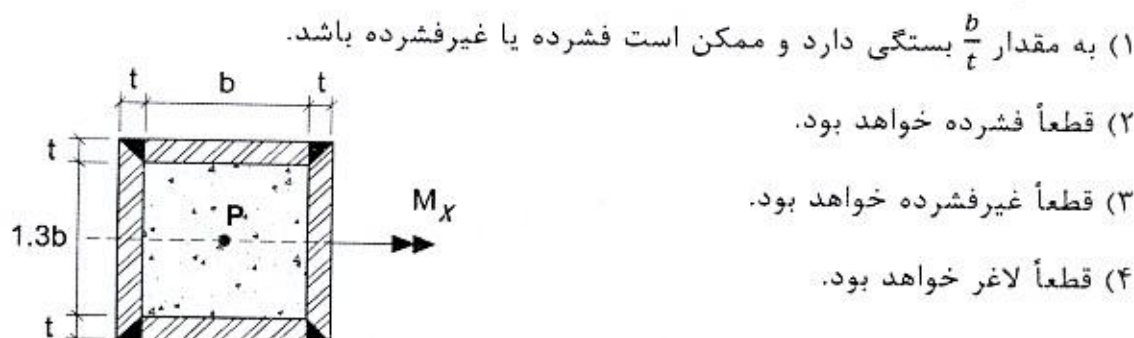 ۱) به مقدار b/t بستگی دارد و ممکن است فشرده یا غیرفشرده باشد.
۲) قطعاً فشرده خواهد بود.
۳) قطعاً غیرفشرده خواهد بود.
۴) قطعاً لاغر خواهد بود.
t b t
t
P
Mx
1.3b
t